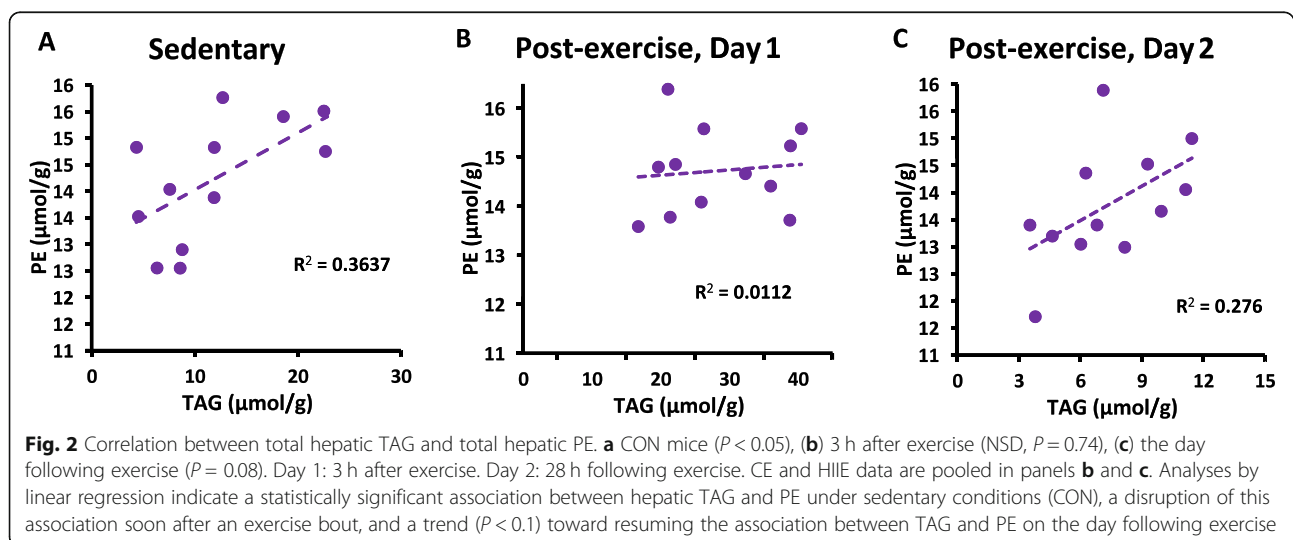 A
Sedentary
16
16
15
15
14
14
13
13
12
12
11
PE (µmol/g)
R² = 0.3637
0 10 20 30
TAG (µmol/g)
B
Post-exercise, Day 1
16
15
14
13
12
11
PE (µmol/g)
R² = 0.0112
0 10 20 30 40
TAG (µmol/g)
C
Post-exercise, Day 2
16
16
15
15
14
14
13
13
12
12
11
PE (µmol/g)
R² = 0.276
0 3 6 9 12 15
TAG (µmol/g)
Fig. 2 Correlation between total hepatic TAG and total hepatic PE. a CON mice (P < 0.05), (b) 3 h after exercise (NSD, P = 0.74), (c) the day
following exercise (P = 0.08). Day 1: 3 h after exercise. Day 2: 28 h following exercise. CE and HIIE data are pooled in panels b and c. Analyses by
linear regression indicate a statistically significant association between hepatic TAG and PE under sedentary conditions (CON), a disruption of this
association soon after an exercise bout, and a trend (P < 0.1) toward resuming the association between TAG and PE on the day following exercise